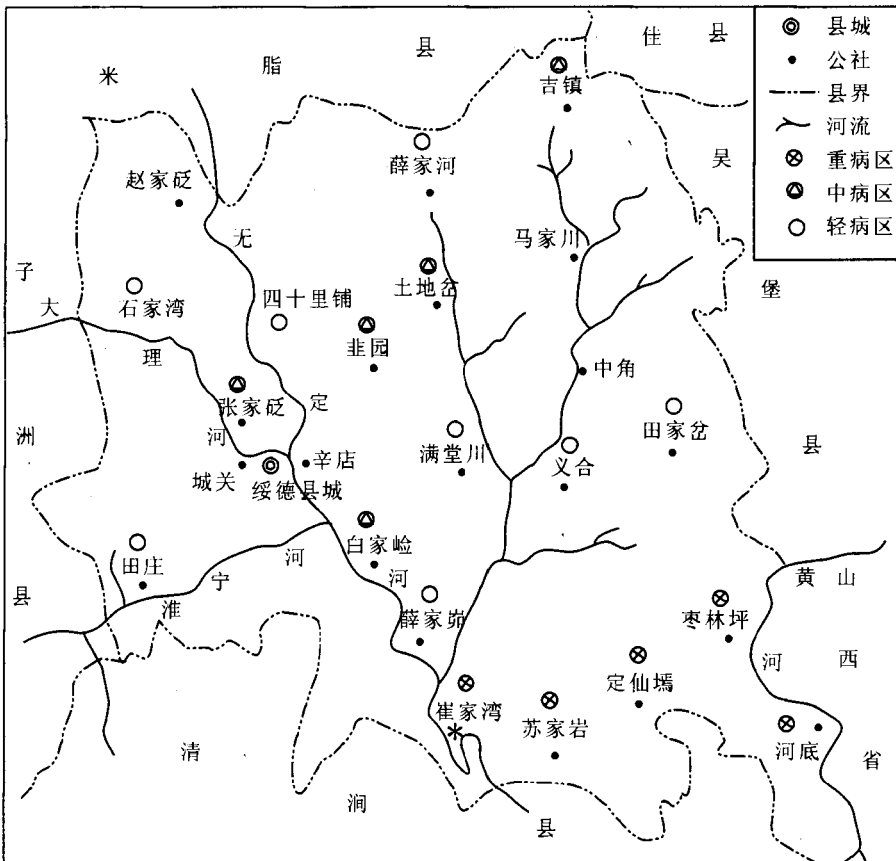 米脂县
佳县
吴堡县
子洲县
清涧县
山西省
县城
公社
县界
河流
重病区
中病区
轻病区
吉镇
薛家河
赵家砭
马家川
无定河
土地岔
四十里铺
石家湾
韭园
大理河
中角
张家砭
田家岔
满堂川
义合
辛店
城关
绥德县城
白家崄
田庄
淮宁河
薛家峁
黄河
枣林坪
定仙墕
崔家湾
苏家岩
河底